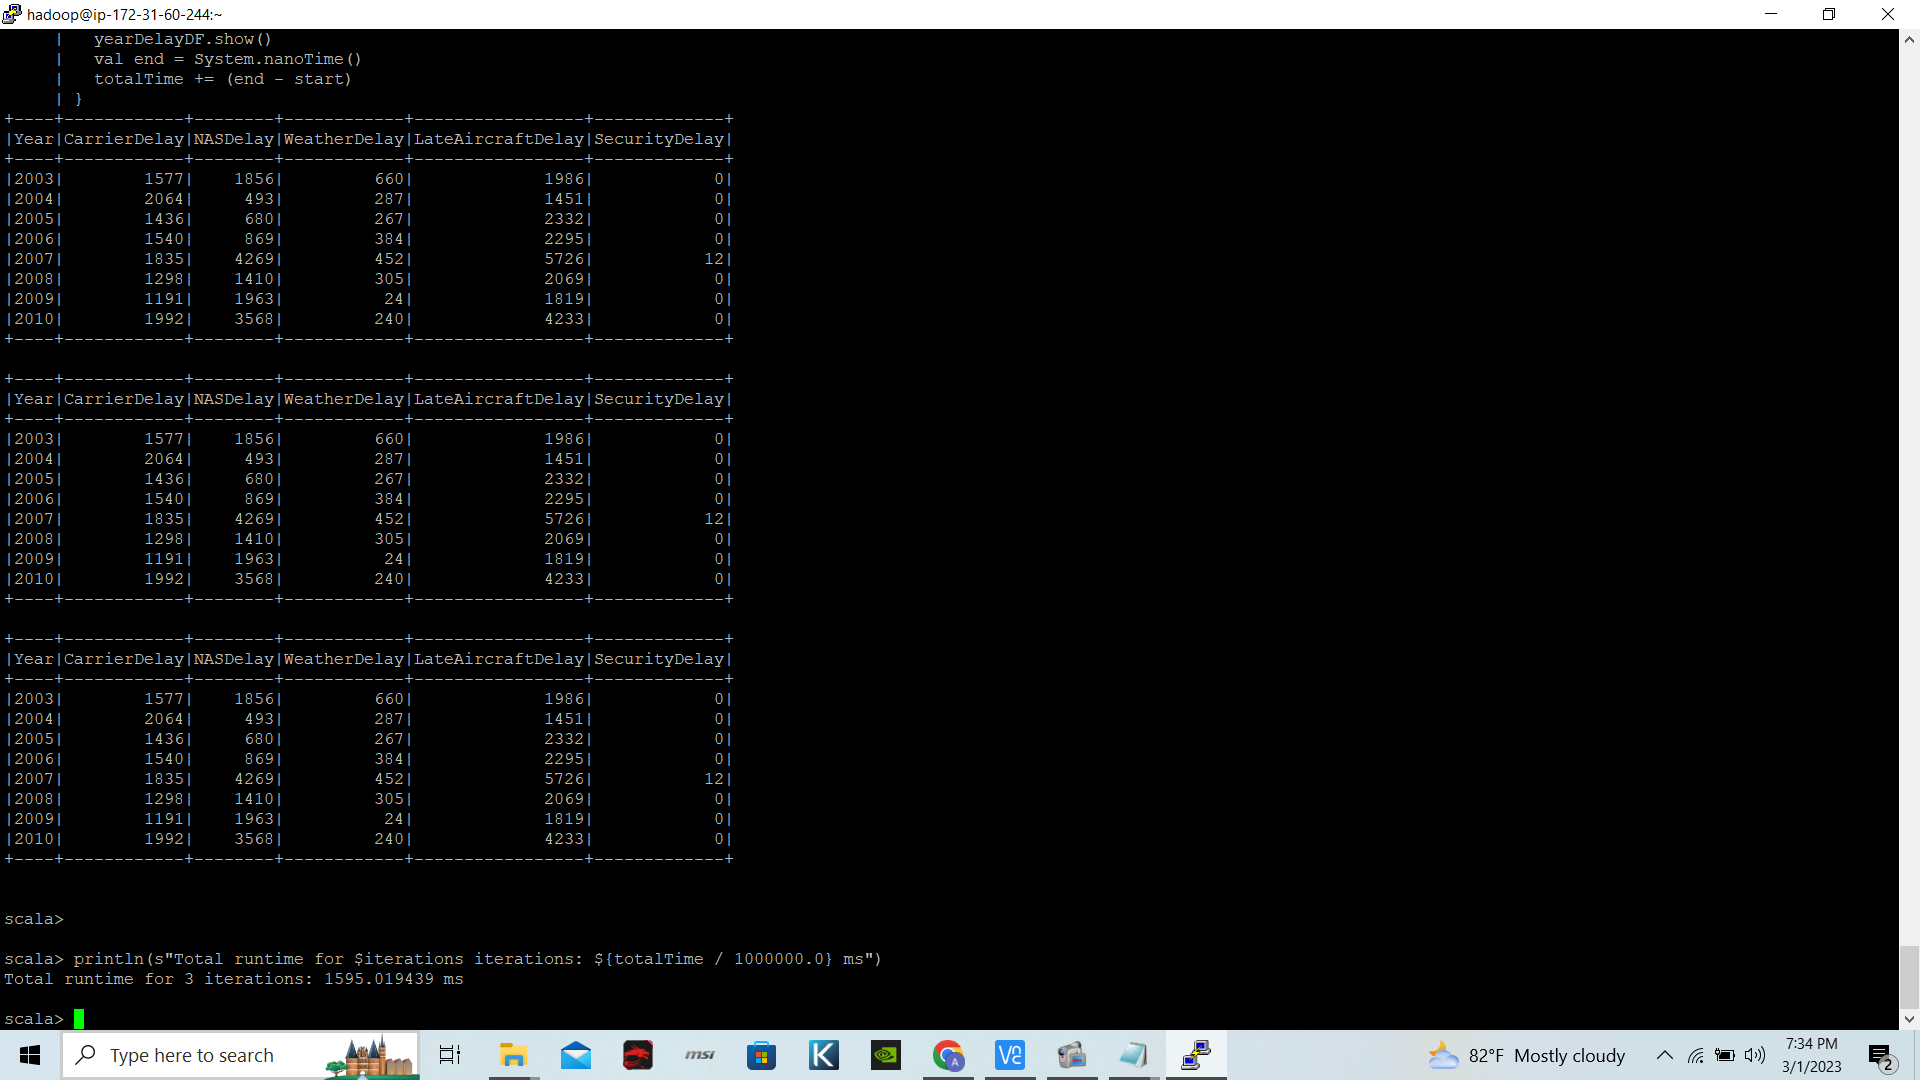 hadoop@ip-172-31-60-244:~
     |   yearDelayDF.show()
     |   val end = System.nanoTime()
     |   totalTime += (end - start)
     | }
+----+------------+--------+------------+-----------------+-------------+
|Year|CarrierDelay|NASDelay|WeatherDelay|LateAircraftDelay|SecurityDelay|
+----+------------+--------+------------+-----------------+-------------+
|2003|        1577|    1856|         660|             1986|            0|
|2004|        2064|     493|         287|             1451|            0|
|2005|        1436|     680|         267|             2332|            0|
|2006|        1540|     869|         384|             2295|            0|
|2007|        1835|    4269|         452|             5726|           12|
|2008|        1298|    1410|         305|             2069|            0|
|2009|        1191|    1963|          24|             1819|            0|
|2010|        1992|    3568|         240|             4233|            0|
+----+------------+--------+------------+-----------------+-------------+
+----+------------+--------+------------+-----------------+-------------+
|Year|CarrierDelay|NASDelay|WeatherDelay|LateAircraftDelay|SecurityDelay|
+----+------------+--------+------------+-----------------+-------------+
|2003|        1577|    1856|         660|             1986|            0|
|2004|        2064|     493|         287|             1451|            0|
|2005|        1436|     680|         267|             2332|            0|
|2006|        1540|     869|         384|             2295|            0|
|2007|        1835|    4269|         452|             5726|           12|
|2008|        1298|    1410|         305|             2069|            0|
|2009|        1191|    1963|          24|             1819|            0|
|2010|        1992|    3568|         240|             4233|            0|
+----+------------+--------+------------+-----------------+-------------+
+----+------------+--------+------------+-----------------+-------------+
|Year|CarrierDelay|NASDelay|WeatherDelay|LateAircraftDelay|SecurityDelay|
+----+------------+--------+------------+-----------------+-------------+
|2003|        1577|    1856|         660|             1986|            0|
|2004|        2064|     493|         287|             1451|            0|
|2005|        1436|     680|         267|             2332|            0|
|2006|        1540|     869|         384|             2295|            0|
|2007|        1835|    4269|         452|             5726|           12|
|2008|        1298|    1410|         305|             2069|            0|
|2009|        1191|    1963|          24|             1819|            0|
|2010|        1992|    3568|         240|             4233|            0|
+----+------------+--------+------------+-----------------+-------------+
scala>
scala> println(s"Total runtime for $iterations iterations: ${totalTime / 1000000.0} ms")
Total runtime for 3 iterations: 1595.019439 ms
scala>
Type here to search
msi
K
VC
A
82°F Mostly cloudy
7:34 PM
3/1/2023
2